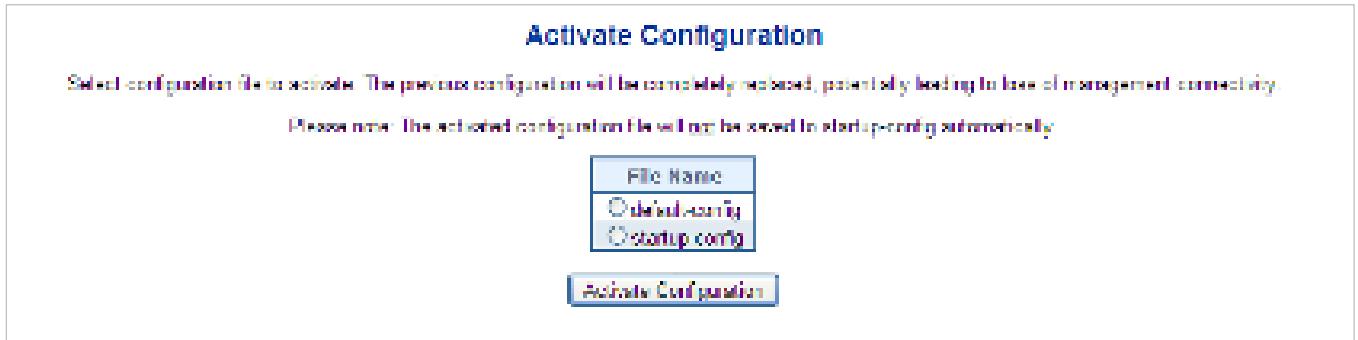 Activate Configuration
Select configuration file to activate. The previous configuration will be completely replaced, potentially leading to loss of management connectivity.
Please note: The activated configuration file will not be saved to startup-config automatically.
File Name
default-config
startup-config
Activate Configuration